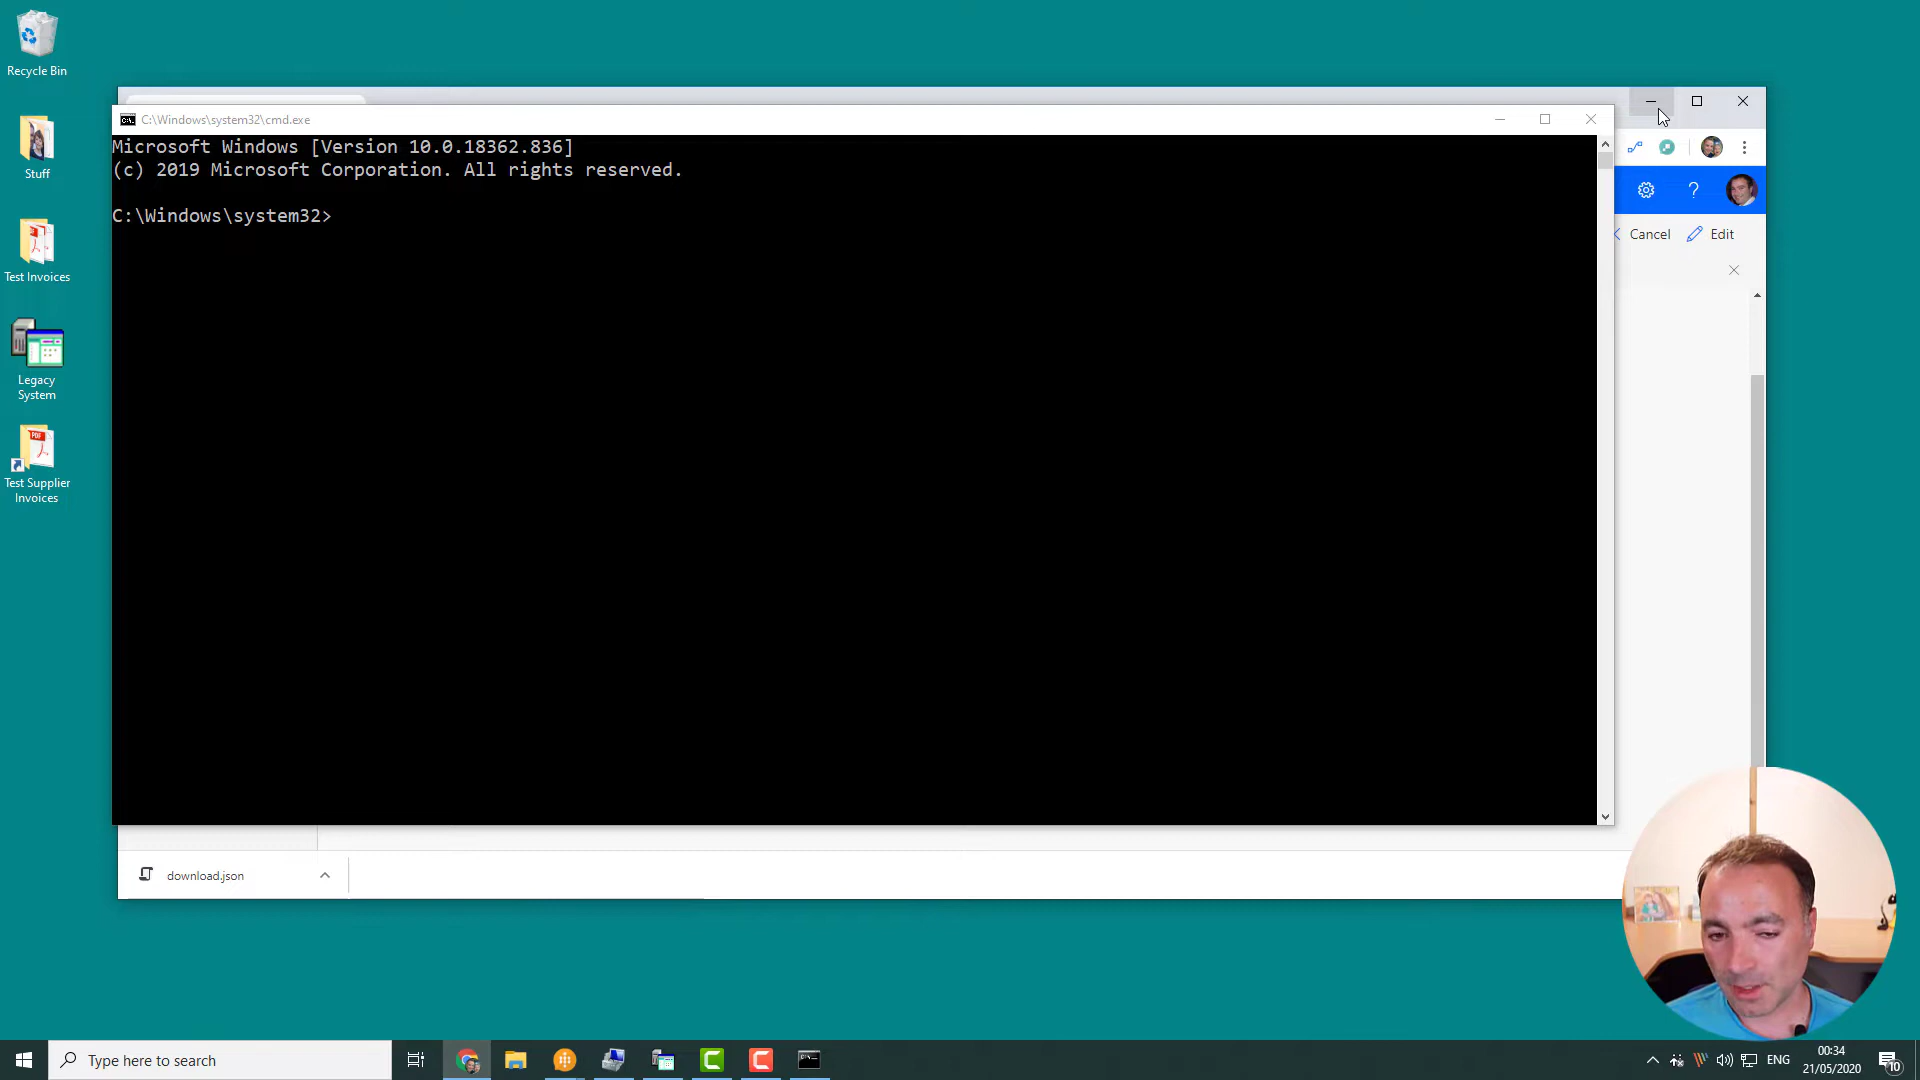 Recycle Bin
Stuff
Test Invoices
Legacy
System
PDF
Test Supplier
Invoices
C:\Windows\system32\cmd.exe
Microsoft Windows [Version 10.0.18362.836]
(c) 2019 Microsoft Corporation. All rights reserved.
C:\Windows\system32>
Cancel
Edit
download.json
Type here to search
ENG
00:34
21/05/2020
10